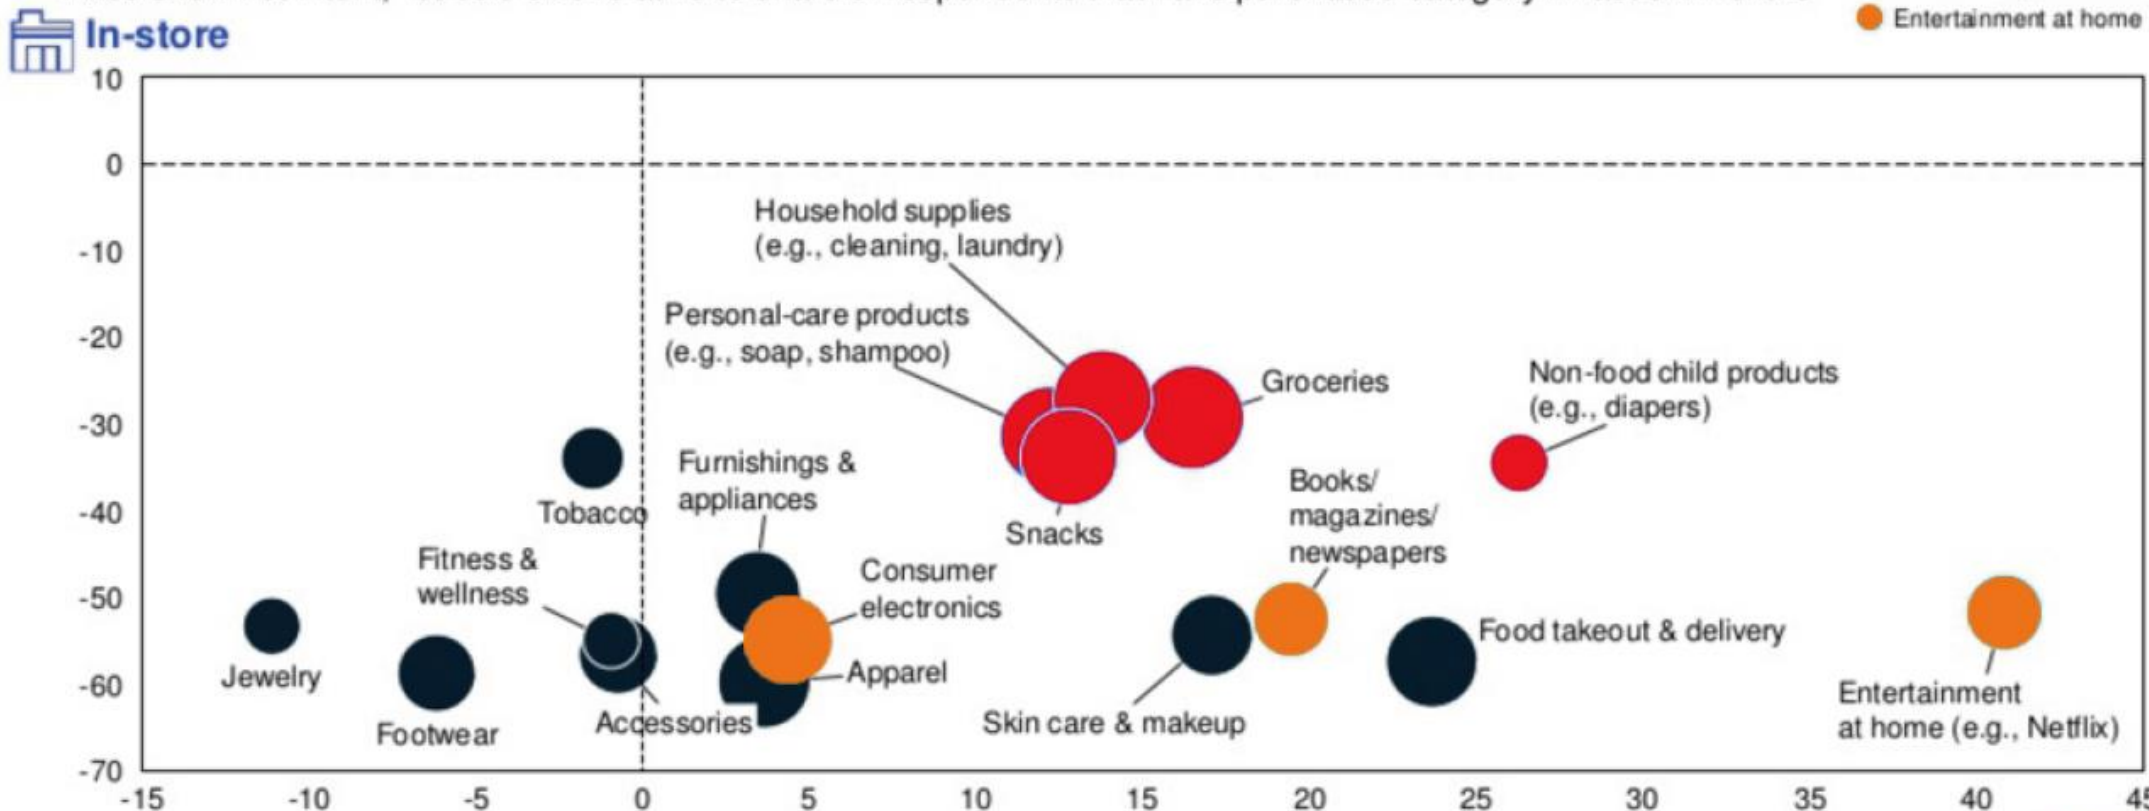 Entertainment at home
In-store
10
0
-10
-20
-30
-40
-50
-60
-70
Household supplies
(e.g., cleaning, laundry)
Personal-care products
(e.g., soap, shampoo)
Groceries
Non-food child products
(e.g., diapers)
Furnishings &
appliances
Tobacco
Snacks
Books/
magazines/
newspapers
Fitness &
wellness
Consumer
electronics
Jewelry
Footwear
Accessories
Apparel
Skin care & makeup
Food takeout & delivery
Entertainment
at home (e.g., Netflix)
-15 -10 -5 0 5 10 15 20 25 30 35 40